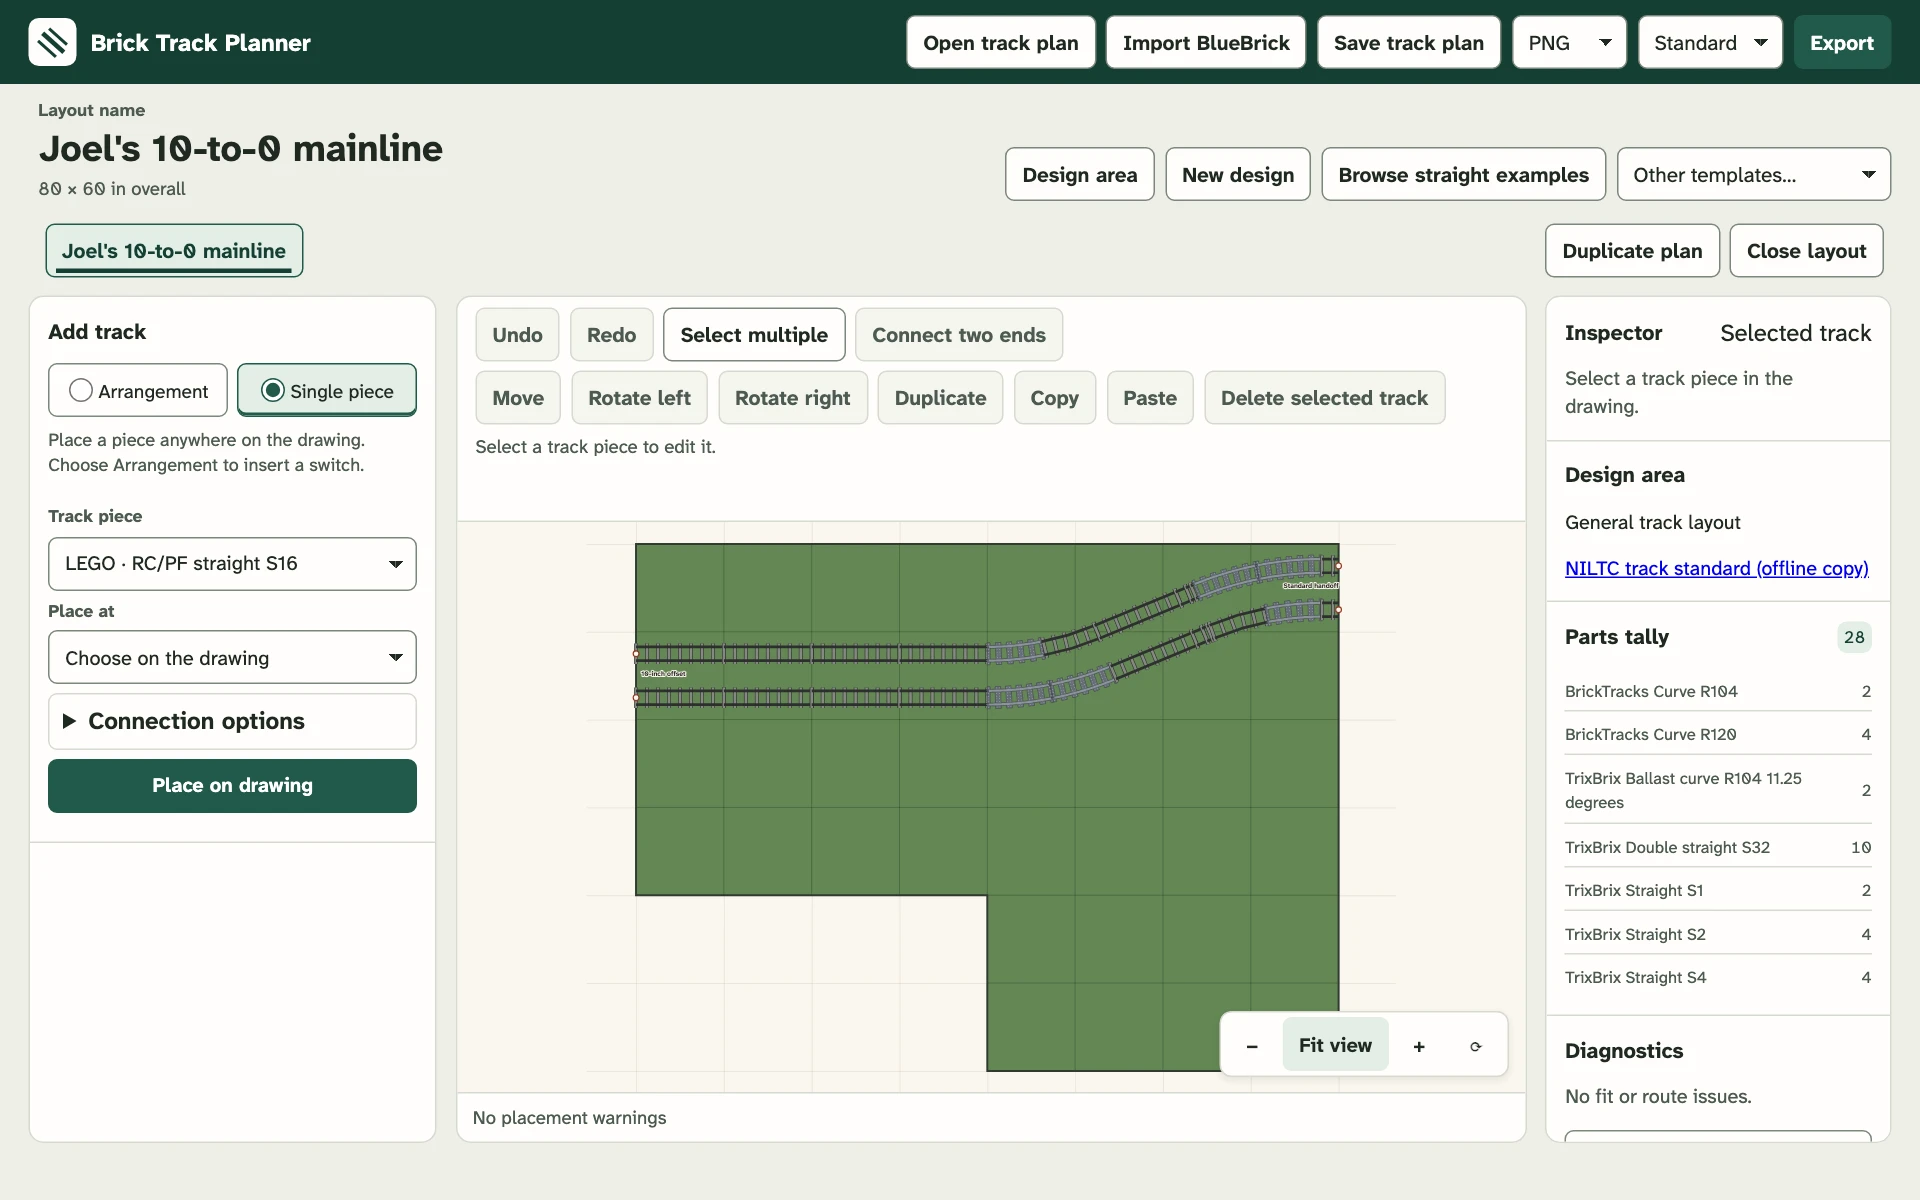 Brick Track Planner
Open track plan
Import BlueBrick
Save track plan
PNG
Standard
Export
Layout name
Joel's 10-to-0 mainline
80 × 60 in overall
Design area
New design
Browse straight examples
Other templates...
Joel's 10-to-0 mainline
Duplicate plan
Close layout
Add track
Arrangement
Single piece
Place a piece anywhere on the drawing.
Choose Arrangement to insert a switch.
Track piece
LEGO · RC/PF straight S16
Place at
Choose on the drawing
Connection options
Place on drawing
Undo
Redo
Select multiple
Connect two ends
Move
Rotate left
Rotate right
Duplicate
Copy
Paste
Delete selected track
Select a track piece to edit it.
Standard handoff
10-inch offset
Fit view
No placement warnings
Inspector
Selected track
Select a track piece in the
drawing.
Design area
General track layout
NILTC track standard (offline copy)
Parts tally
28
BrickTracks Curve R104 2
BrickTracks Curve R120 4
TrixBrix Ballast curve R104 11.25
degrees
2
TrixBrix Double straight S32 10
TrixBrix Straight S1 2
TrixBrix Straight S2 4
TrixBrix Straight S4 4
Diagnostics
No fit or route issues.